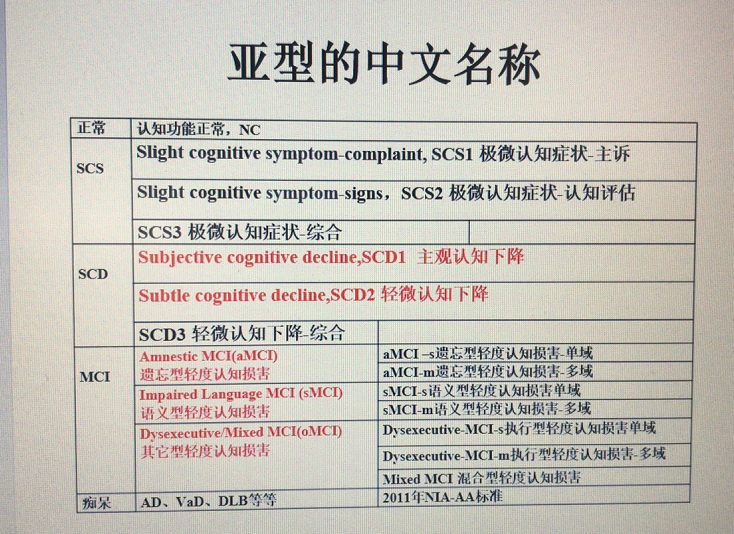 亚型的中文名称
正常 认知功能正常，NC
SCS
Slight cognitive symptom-complaint, SCS1 极微认知症状-主诉
Slight cognitive symptom-signs，SCS2 极微认知症状-认知评估
SCS3 极微认知症状-综合
SCD
Subjective cognitive decline,SCD1 主观认知下降
Subtle cognitive decline,SCD2 轻微认知下降
SCD3 轻微认知下降-综合
MCI
Amnestic MCI(aMCI)
遗忘型轻度认知损害
aMCI –s遗忘型轻度认知损害-单域
aMCI-m遗忘型轻度认知损害-多域
Impaired Language MCI (sMCI)
语义型轻度认知损害
sMCI-s语义型轻度认知损害单域
sMCI-m语义型轻度认知损害-多域
Dysexecutive/Mixed MCI(oMCI)
其它型轻度认知损害
Dysexecutive-MCI-s执行型轻度认知损害单域
Dysexecutive-MCI-m执行型轻度认知损害-多域
Mixed MCI 混合型轻度认知损害
痴呆 AD、VaD、DLB等等 2011年NIA-AA标准